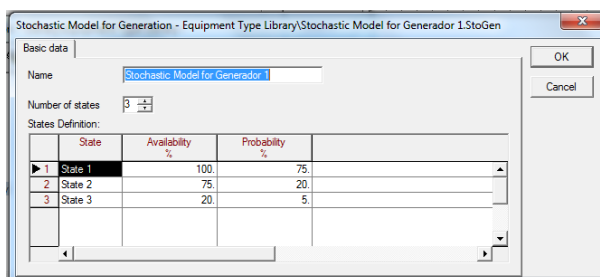 Stochastic Model for Generation - Equipment Type Library\Stochastic Model for Generador 1.StoGen
Basic data
OK
Cancel
Name Stochastic Model for Generador 1
Number of states 3
States Definition:
State Availability % Probability %
1 State 1 100. 75.
2 State 2 75. 20.
3 State 3 20. 5.